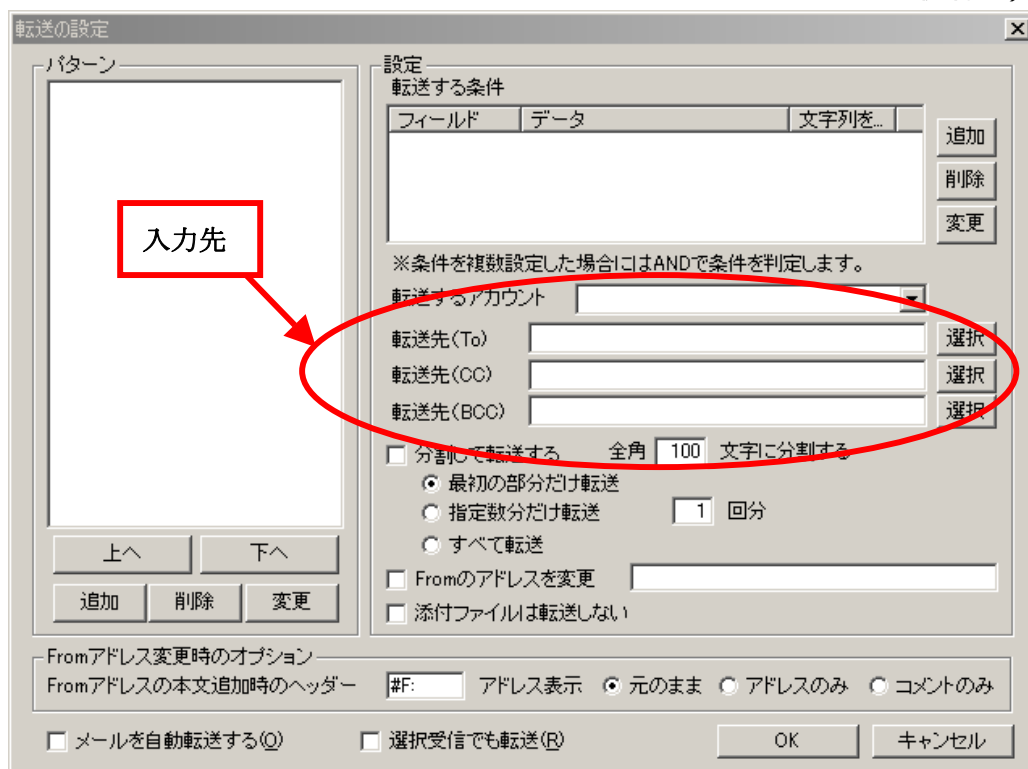 転送の設定
パターン
入力先
上へ 下へ
追加 削除 変更
設定
転送する条件
フィールド データ 文字列を...
追加
削除
変更
※条件を複数設定した場合にはANDで条件を判定します。
転送するアカウント
転送先(To) 選択
転送先(CC) 選択
転送先(BCC) 選択
分割して転送する 全角 100 文字に分割する
最初の部分だけ転送
指定数分だけ転送 1 回分
すべて転送
Fromのアドレスを変更
添付ファイルは転送しない
Fromアドレス変更時のオプション
Fromアドレスの本文追加時のヘッダー #F: アドレス表示 元のまま アドレスのみ コメントのみ
メールを自動転送する(O) 選択受信でも転送(R) OK キャンセル